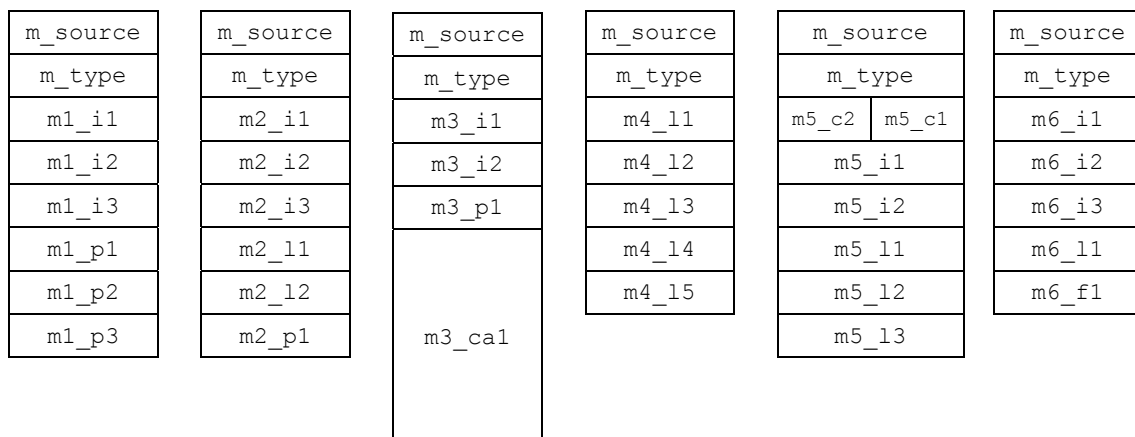 m_source
m_type
m1_i1
m1_i2
m1_i3
m1_p1
m1_p2
m1_p3
m_source
m_type
m2_i1
m2_i2
m2_i3
m2_l1
m2_l2
m2_p1
m_source
m_type
m3_i1
m3_i2
m3_p1
m3_ca1
m_source
m_type
m4_l1
m4_l2
m4_l3
m4_l4
m4_l5
m_source
m_type
m5_c2 m5_c1
m5_i1
m5_i2
m5_l1
m5_l2
m5_l3
m_source
m_type
m6_i1
m6_i2
m6_i3
m6_l1
m6_f1